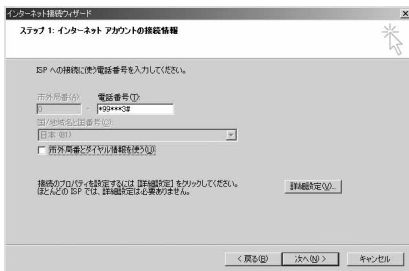 インターネット接続ウィザード
ステップ 1: インターネット アカウントの接続情報
ISP への接続に使う電話番号を入力してください。
市外局番(A): 電話番号(T):
0 - *99***3#
国/地域名と国番号(O):
日本 (81)
市外局番とダイヤル情報を使う(U)
接続のプロパティを設定するには [詳細設定] をクリックしてください。
ほとんどの ISP では、詳細設定は必要ありません。
詳細設定(V)...
< 戻る(B) 次へ(N) > キャンセル